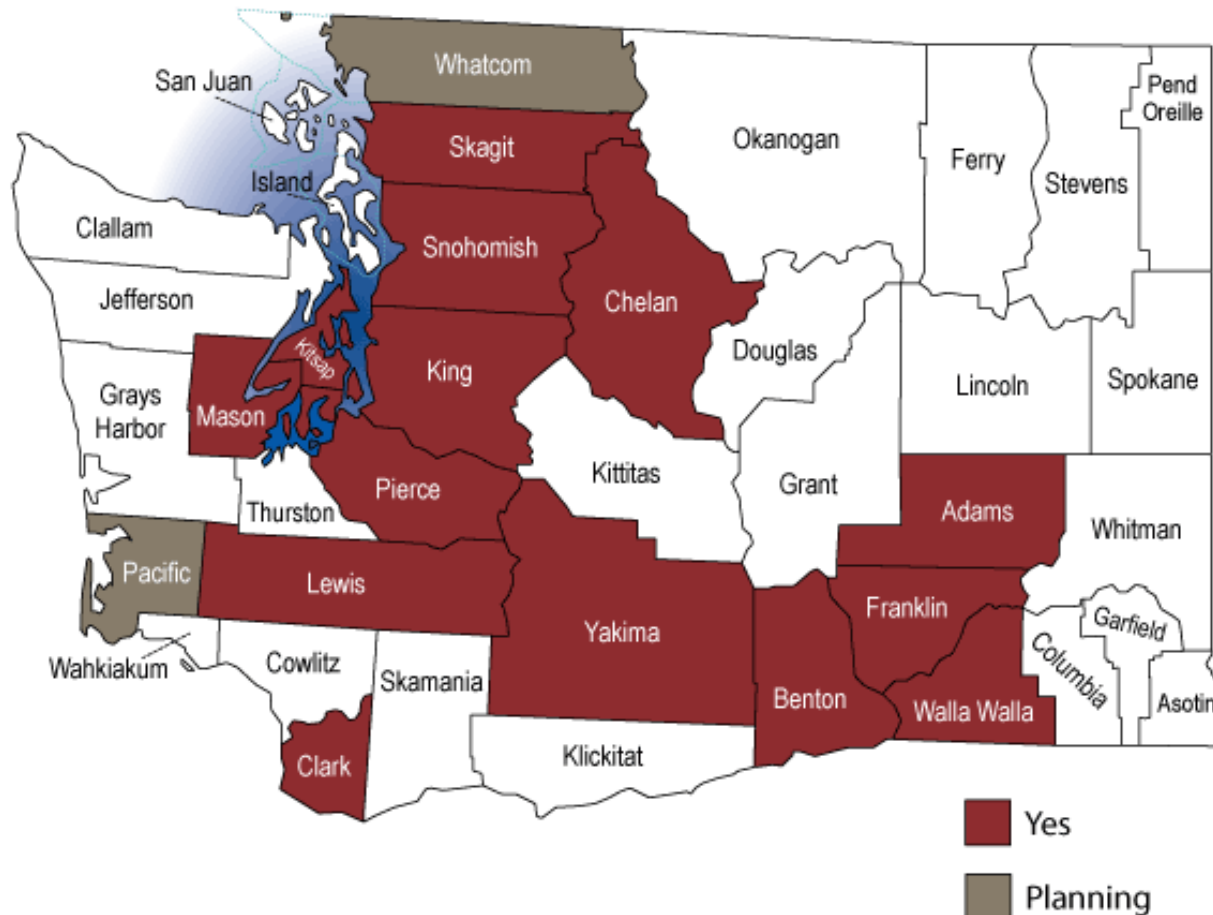 Whatcom
San Juan
Pend
Oreille
Okanogan
Skagit
Ferry
Island
Stevens
Clallam
Snohomish
Jefferson
Chelan
Kitsap
Douglas
King
Lincoln
Spokane
Grays
Harbor
Mason
Kittitas
Grant
Pierce
Thurston
Adams
Whitman
Pacific
Lewis
Franklin
Yakima
Garfield
Wahkiakum
Cowlitz
Skamania
Columbia
Benton
Walla Walla
Asotin
Clark
Klickitat
Yes
Planning